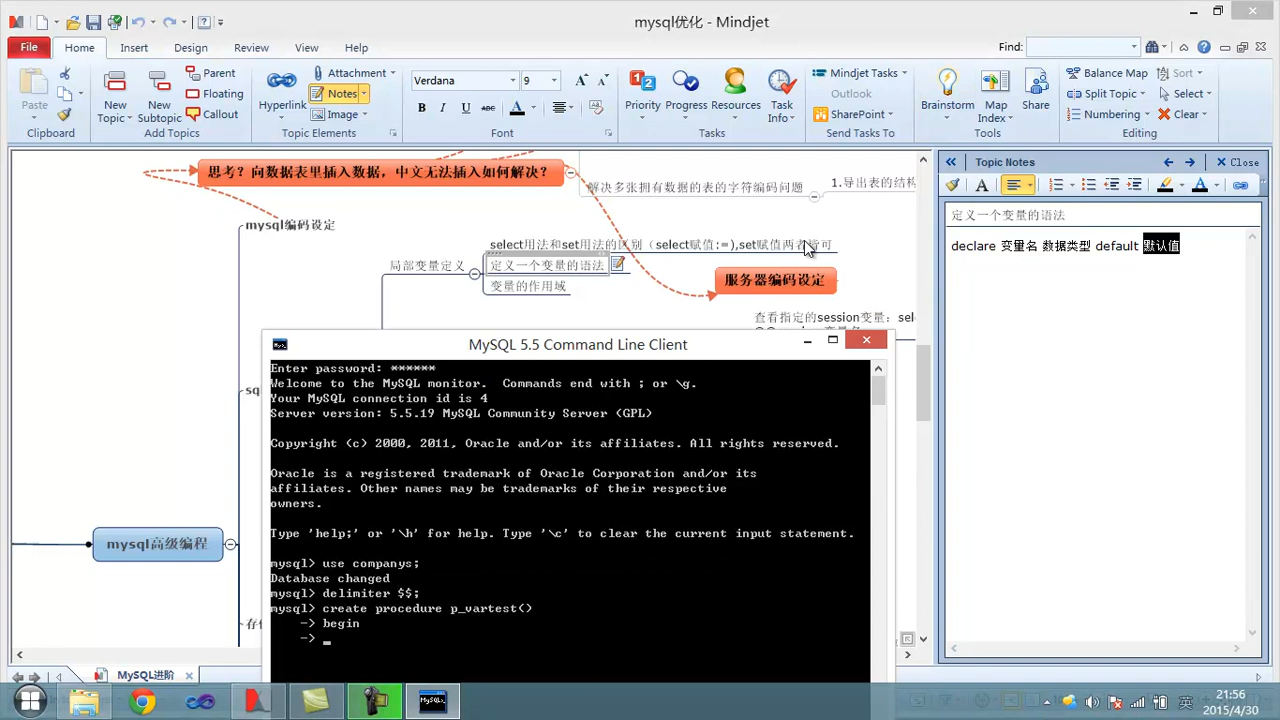 mysql优化 - Mindjet
File
Home
Insert
Design
Review
View
Help
Find:
Paste
Clipboard
New Topic
New Subtopic
Parent
Floating
Callout
Add Topics
Hyperlink
Attachment
Notes
Image
Topic Elements
Verdana
9
B I U abc A
Font
Priority
Progress
Resources
Task Info
Tasks
Mindjet Tasks
Outlook
SharePoint
Send Tasks To
Brainstorm
Map Index
Share
Tools
Balance Map
Split Topic
Numbering
Sort
Select
Clear
Editing
思考？向数据表里插入数据，中文无法插入如何解决？
解决多张拥有数据的表的字符编码问题
1.导出表的结构
mysql编码设定
select用法和set用法的区别（select赋值:=),set赋值两者皆可
局部变量定义
定义一个变量的语法
变量的作用域
服务器编码设定
查看指定的session变量：sel
mysql高级编程
Topic Notes
Close
定义一个变量的语法
declare 变量名 数据类型 default 默认值
MySQL 5.5 Command Line Client
Enter password: ******
Welcome to the MySQL monitor.  Commands end with ; or \g.
Your MySQL connection id is 4
Server version: 5.5.19 MySQL Community Server (GPL)
Copyright (c) 2000, 2011, Oracle and/or its affiliates. All rights reserved.
Oracle is a registered trademark of Oracle Corporation and/or its
affiliates. Other names may be trademarks of their respective
owners.
Type 'help;' or '\h' for help. Type '\c' to clear the current input statement.
mysql> use companys;
Database changed
mysql> delimiter $$;
mysql> create procedure p_vartest()
-> begin
-> _
MySQL进阶
英
21:56
2015/4/30